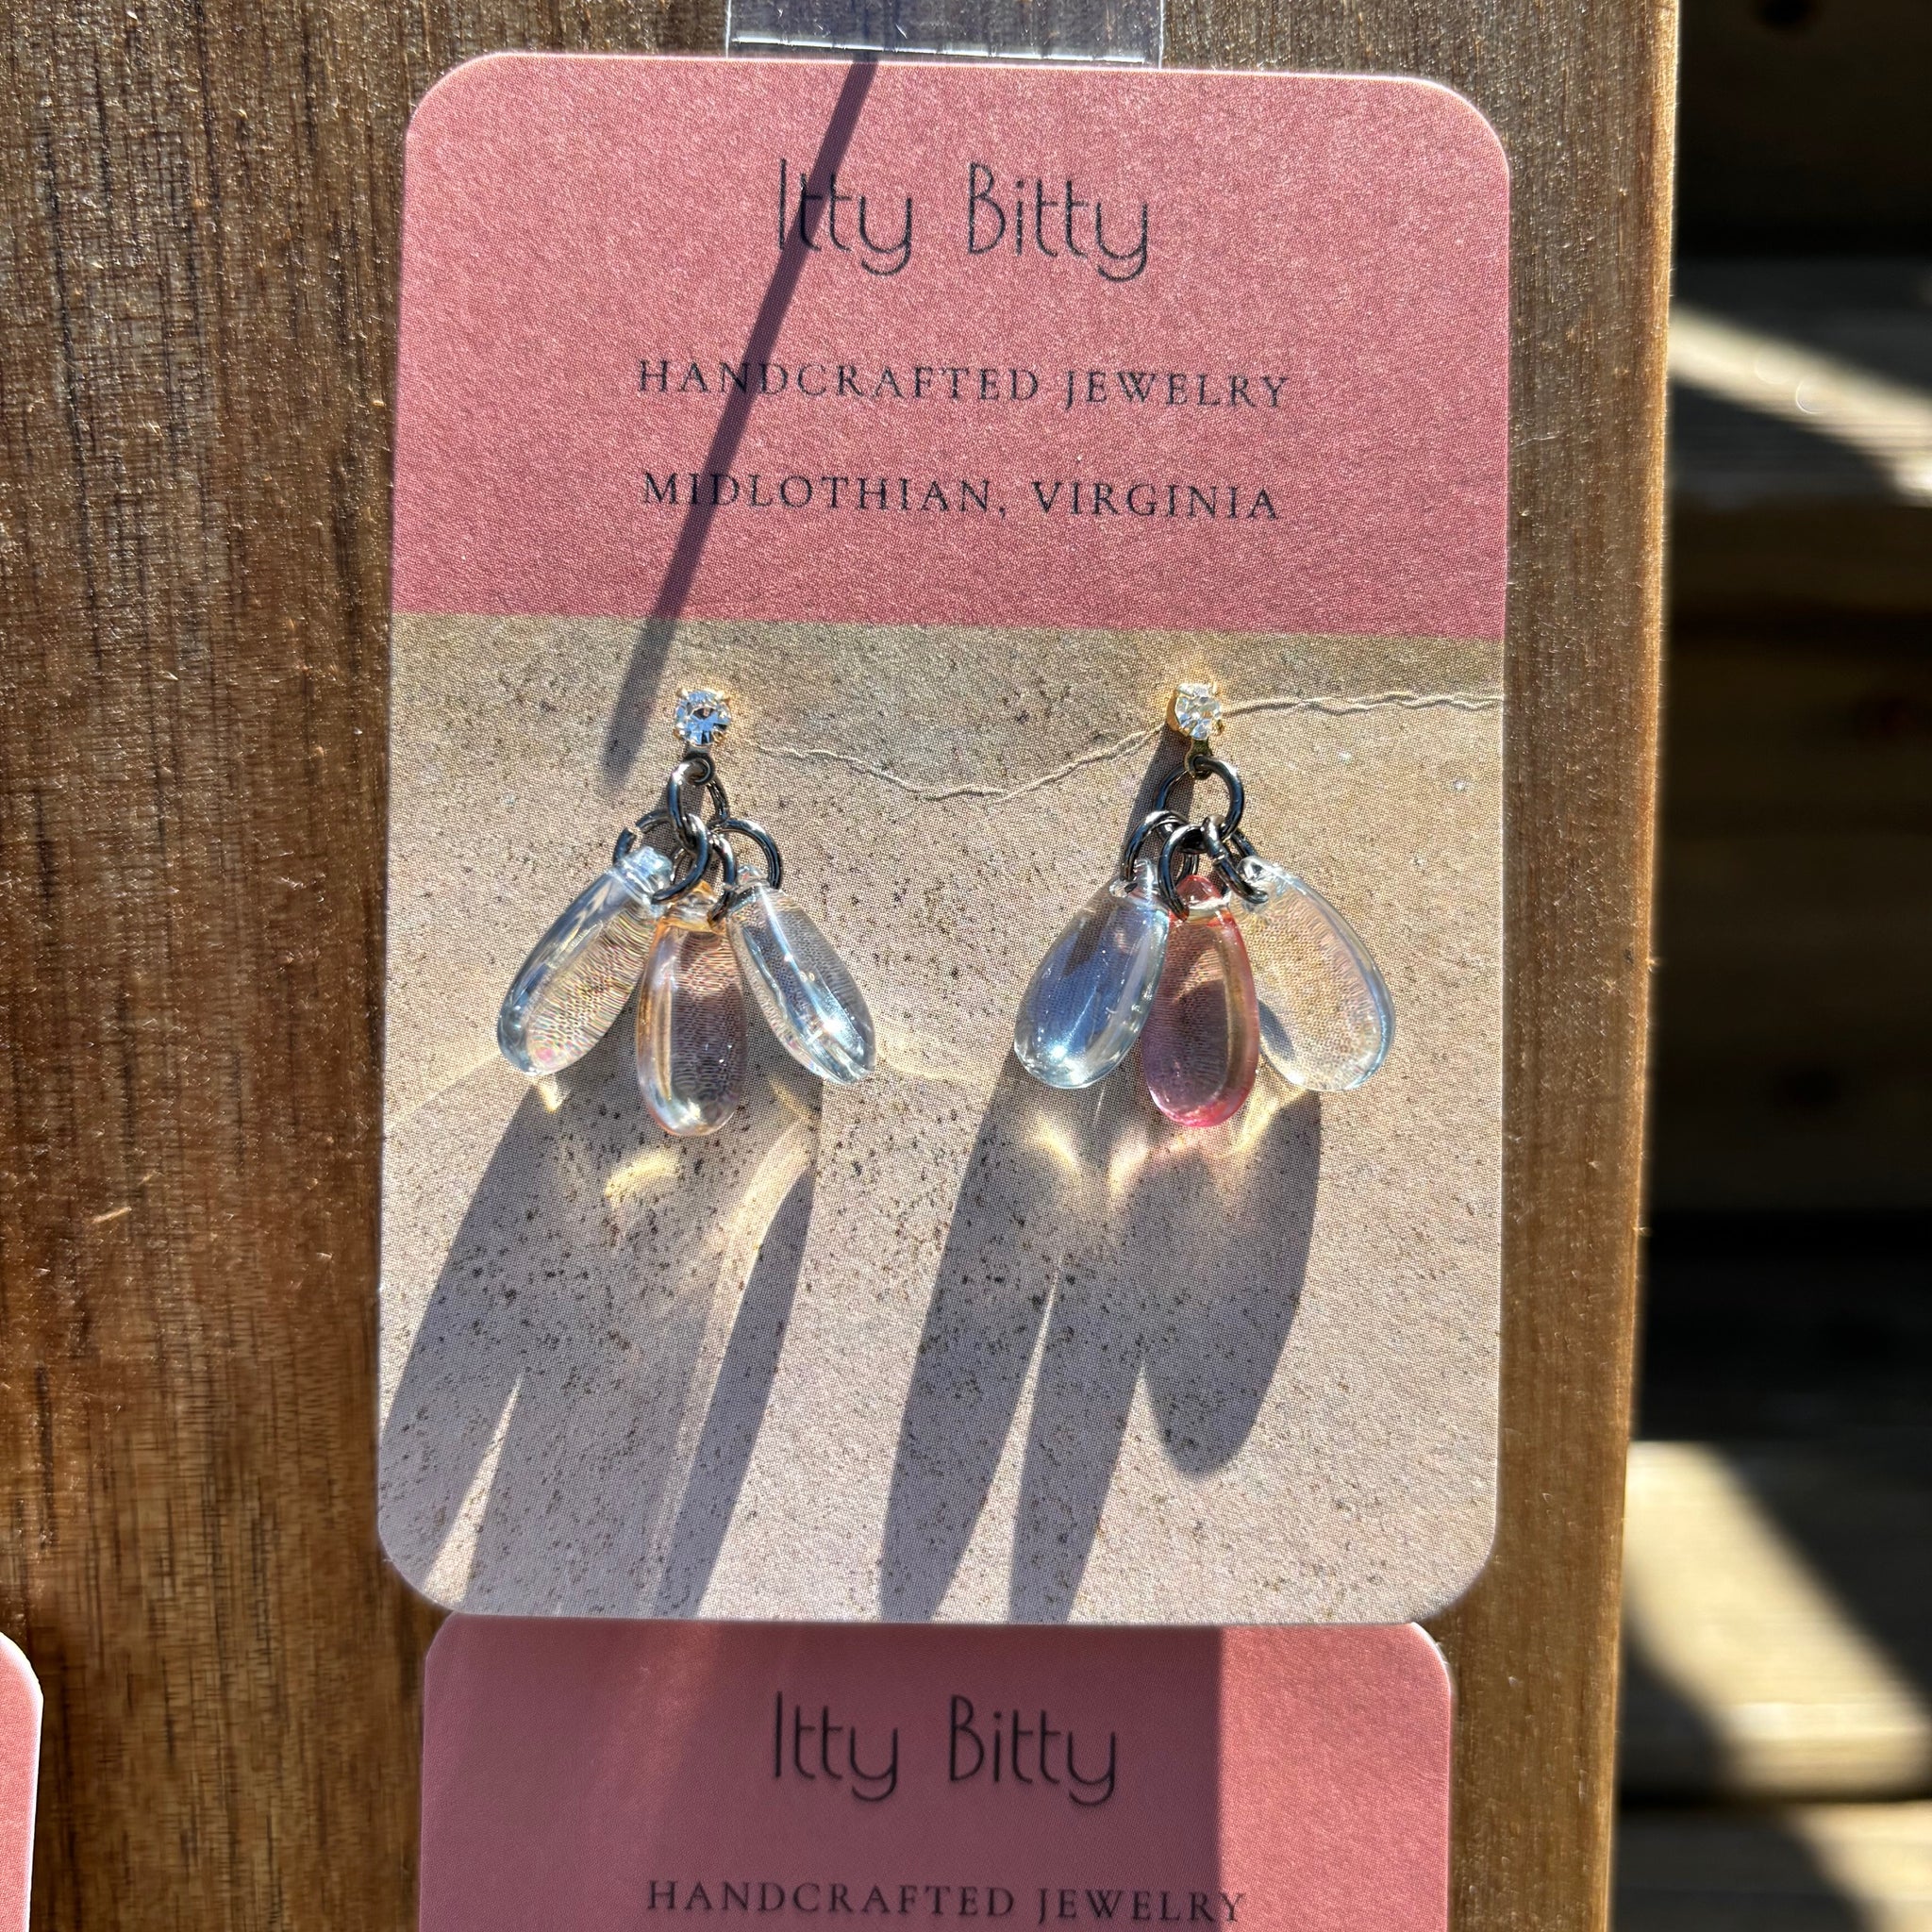 Itty Bitty
HANDCRAFTED JEWELRY
MIDLOTHIAN, VIRGINIA
Itty Bitty
HANDCRAFTED JEWELRY